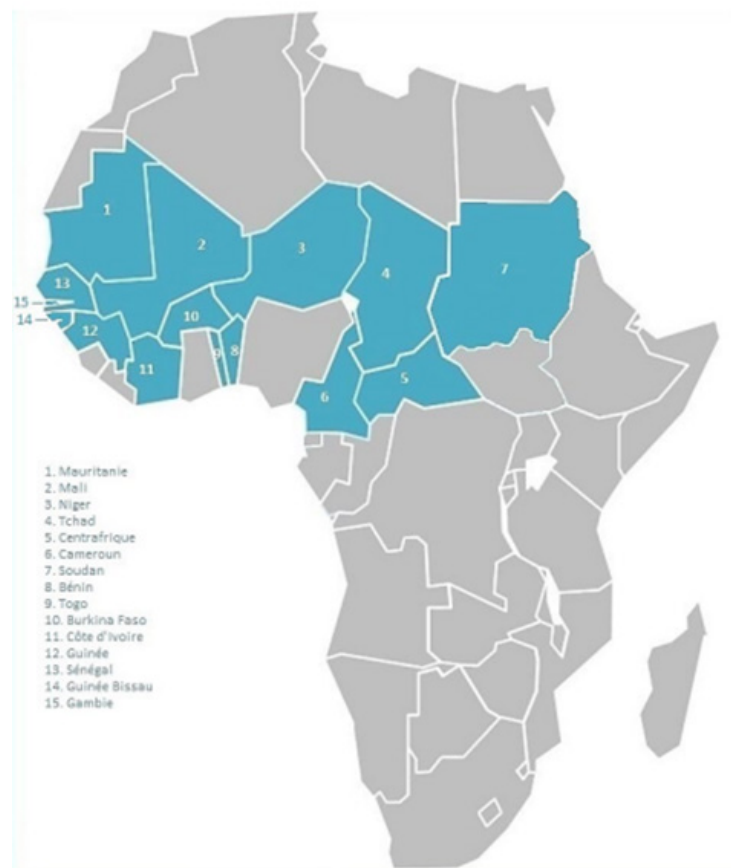 1
2
3
4
7
13
15
14
12
10
11
9
8
6
5
1. Mauritanie
2. Mali
3. Niger
4. Tchad
5. Centrafrique
6. Cameroun
7. Soudan
8. Bénin
9. Togo
10. Burkina Faso
11. Côte d'Ivoire
12. Guinée
13. Sénégal
14. Guinée Bissau
15. Gambie